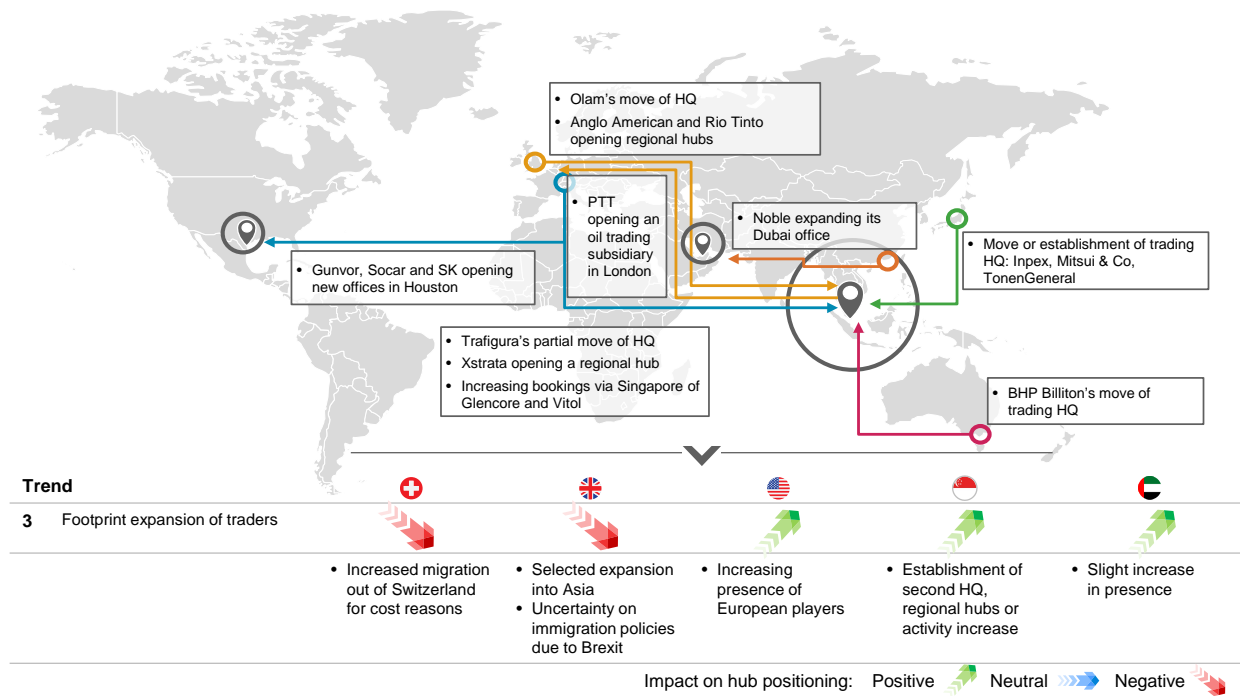 • Olam's move of HQ
• Anglo American and Rio Tinto
opening regional hubs
• PTT
opening an
oil trading
subsidiary
in London
• Noble expanding its
Dubai office
• Move or establishment of trading
HQ: Inpex, Mitsui & Co,
TonenGeneral
• Gunvor, Socar and SK opening
new offices in Houston
• Trafigura's partial move of HQ
• Xstrata opening a regional hub
• Increasing bookings via Singapore of
Glencore and Vitol
• BHP Billiton's move of
trading HQ
Trend
3 Footprint expansion of traders
• Increased migration
out of Switzerland
for cost reasons
• Selected expansion
into Asia
• Uncertainty on
immigration policies
due to Brexit
• Increasing
presence of
European players
• Establishment of
second HQ,
regional hubs or
activity increase
• Slight increase
in presence
Impact on hub positioning: Positive Neutral Negative